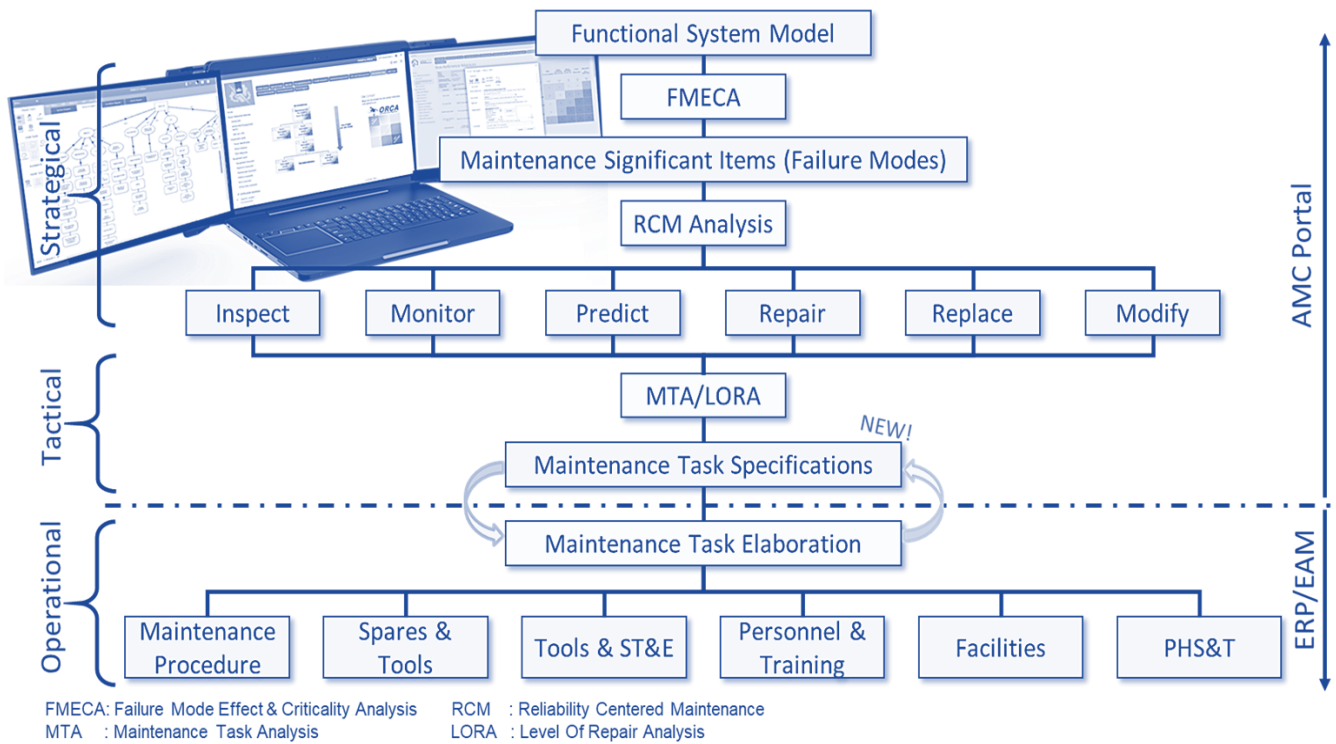 Functional System Model
FMECA
Maintenance Significant Items (Failure Modes)
RCM Analysis
Inspect
Monitor
Predict
Repair
Replace
Modify
MTA/LORA
NEW!
Maintenance Task Specifications
Maintenance Task Elaboration
Maintenance
Procedure
Spares &
Tools
Tools & ST&E
Personnel &
Training
Facilities
PHS&T
Strategical
Tactical
Operational
AMC Portal
ERP/EAM
ORCA
FMECA: Failure Mode Effect & Criticality Analysis
RCM : Reliability Centered Maintenance
MTA : Maintenance Task Analysis
LORA : Level Of Repair Analysis